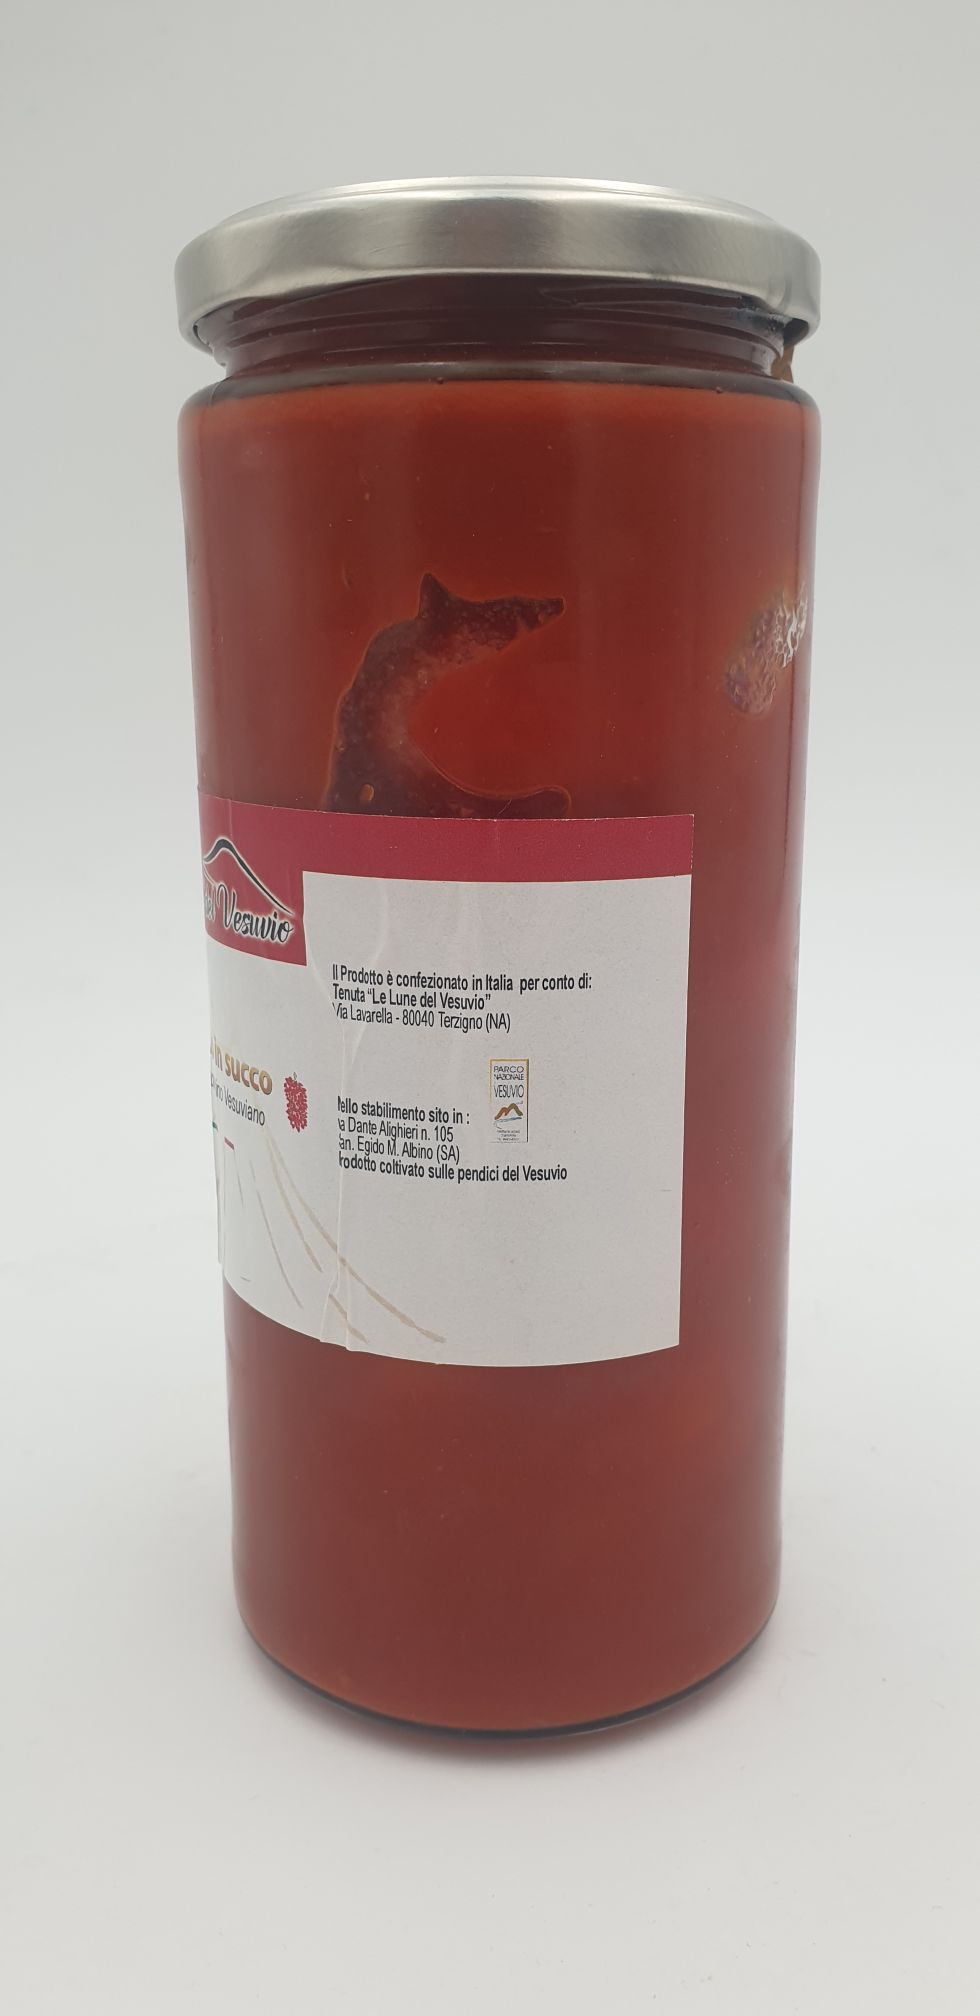 del Vesuvio
in succo
Vesuviano
Il Prodotto è confezionato in Italia per conto di:
Tenuta "Le Lune del Vesuvio"
Via Lavarella - 80040 Terzigno (NA)
PARCO
NAZIONALE
VESUVIO
ello stabilimento sito in :
a Dante Alighieri n. 105
an. Egido M. Albino (SA)
rodotto coltivato sulle pendici del Vesuvio